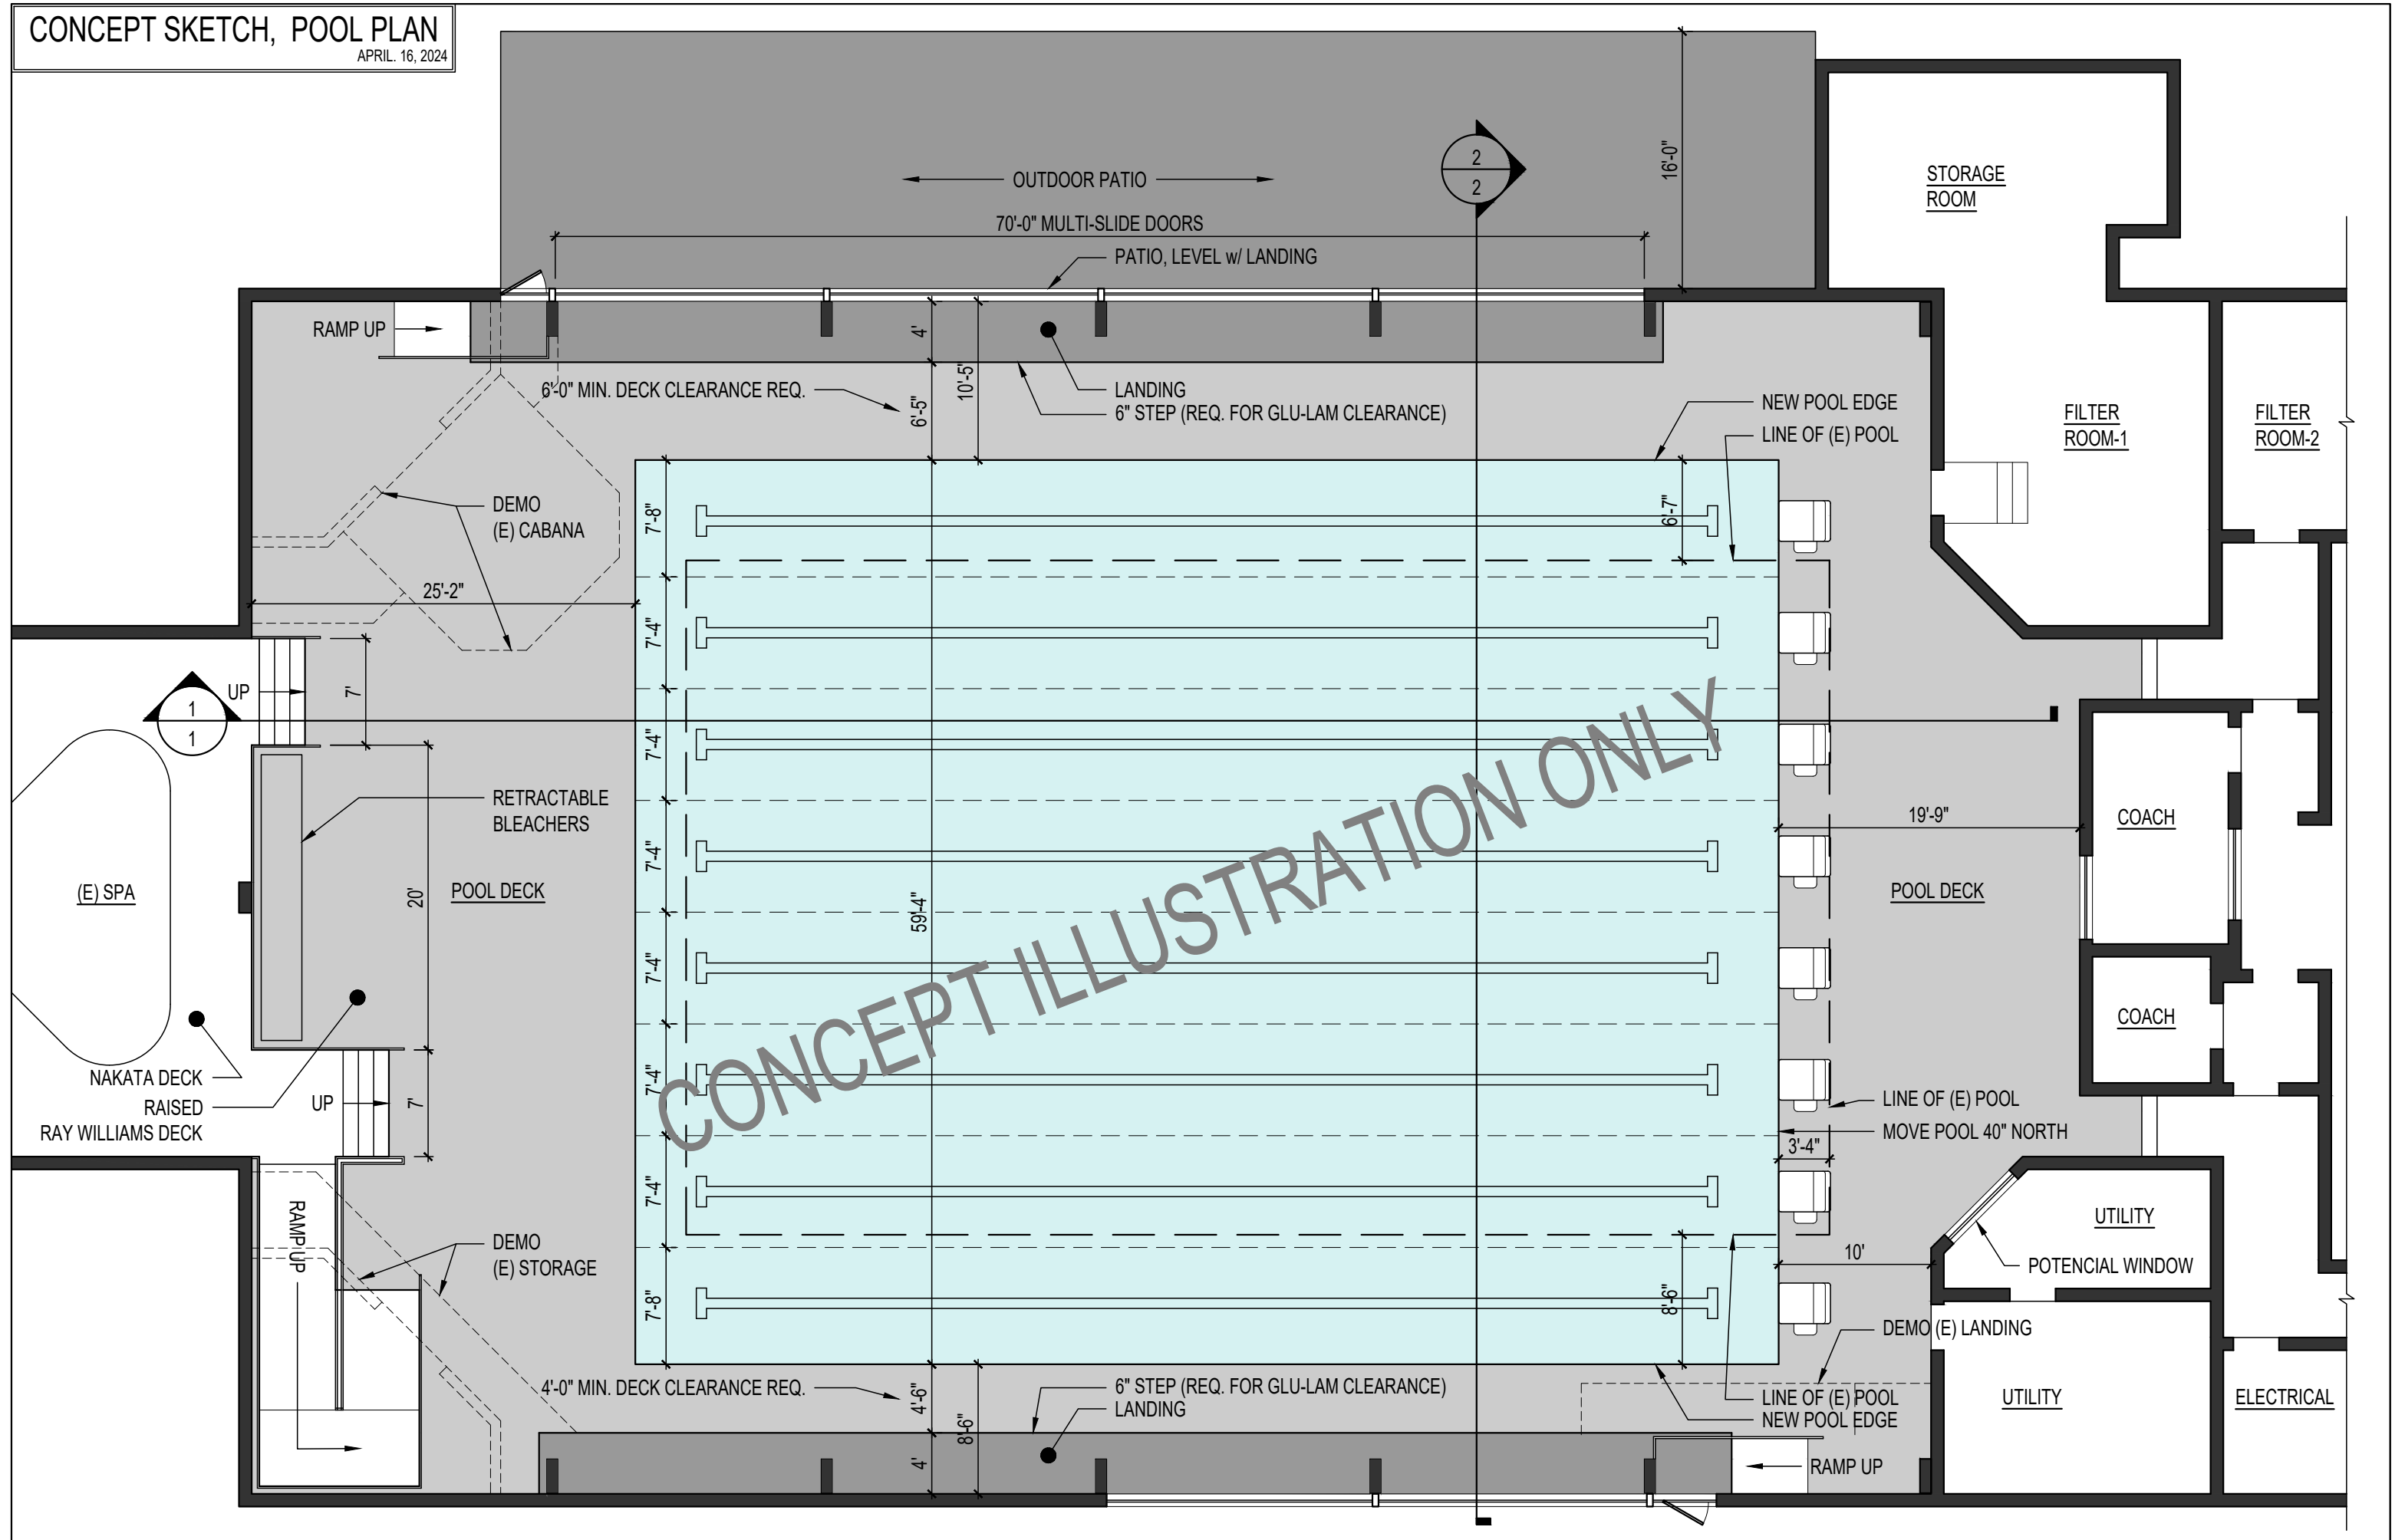 CONCEPT SKETCH, POOL PLAN
APRIL. 16, 2024
OUTDOOR PATIO
70'-0" MULTI-SLIDE DOORS
PATIO, LEVEL w/ LANDING
2
2
16'-0"
STORAGE
ROOM
RAMP UP
4'
10'-5"
6'-5"
6'-0" MIN. DECK CLEARANCE REQ.
LANDING
6" STEP (REQ. FOR GLU-LAM CLEARANCE)
NEW POOL EDGE
LINE OF (E) POOL
FILTER
ROOM-1
FILTER
ROOM-2
DEMO
(E) CABANA
7'-8"
6'-7"
25'-2"
7'-4"
UP
7'
1
1
7'-4"
RETRACTABLE
BLEACHERS
7'-4"
19'-9"
COACH
(E) SPA
20'
POOL DECK
59'-4"
POOL DECK
CONCEPT ILLUSTRATION ONLY
7'-4"
COACH
NAKATA DECK
RAISED
RAY WILLIAMS DECK
UP
7'
7'-4"
LINE OF (E) POOL
MOVE POOL 40" NORTH
3'-4"
7'-4"
RAMP UP
DEMO
(E) STORAGE
UTILITY
10'
POTENCIAL WINDOW
7'-8"
8'-6"
DEMO (E) LANDING
4'-0" MIN. DECK CLEARANCE REQ.
4'-6"
8'-6"
4'
6" STEP (REQ. FOR GLU-LAM CLEARANCE)
LANDING
LINE OF (E) POOL
NEW POOL EDGE
UTILITY
ELECTRICAL
RAMP UP